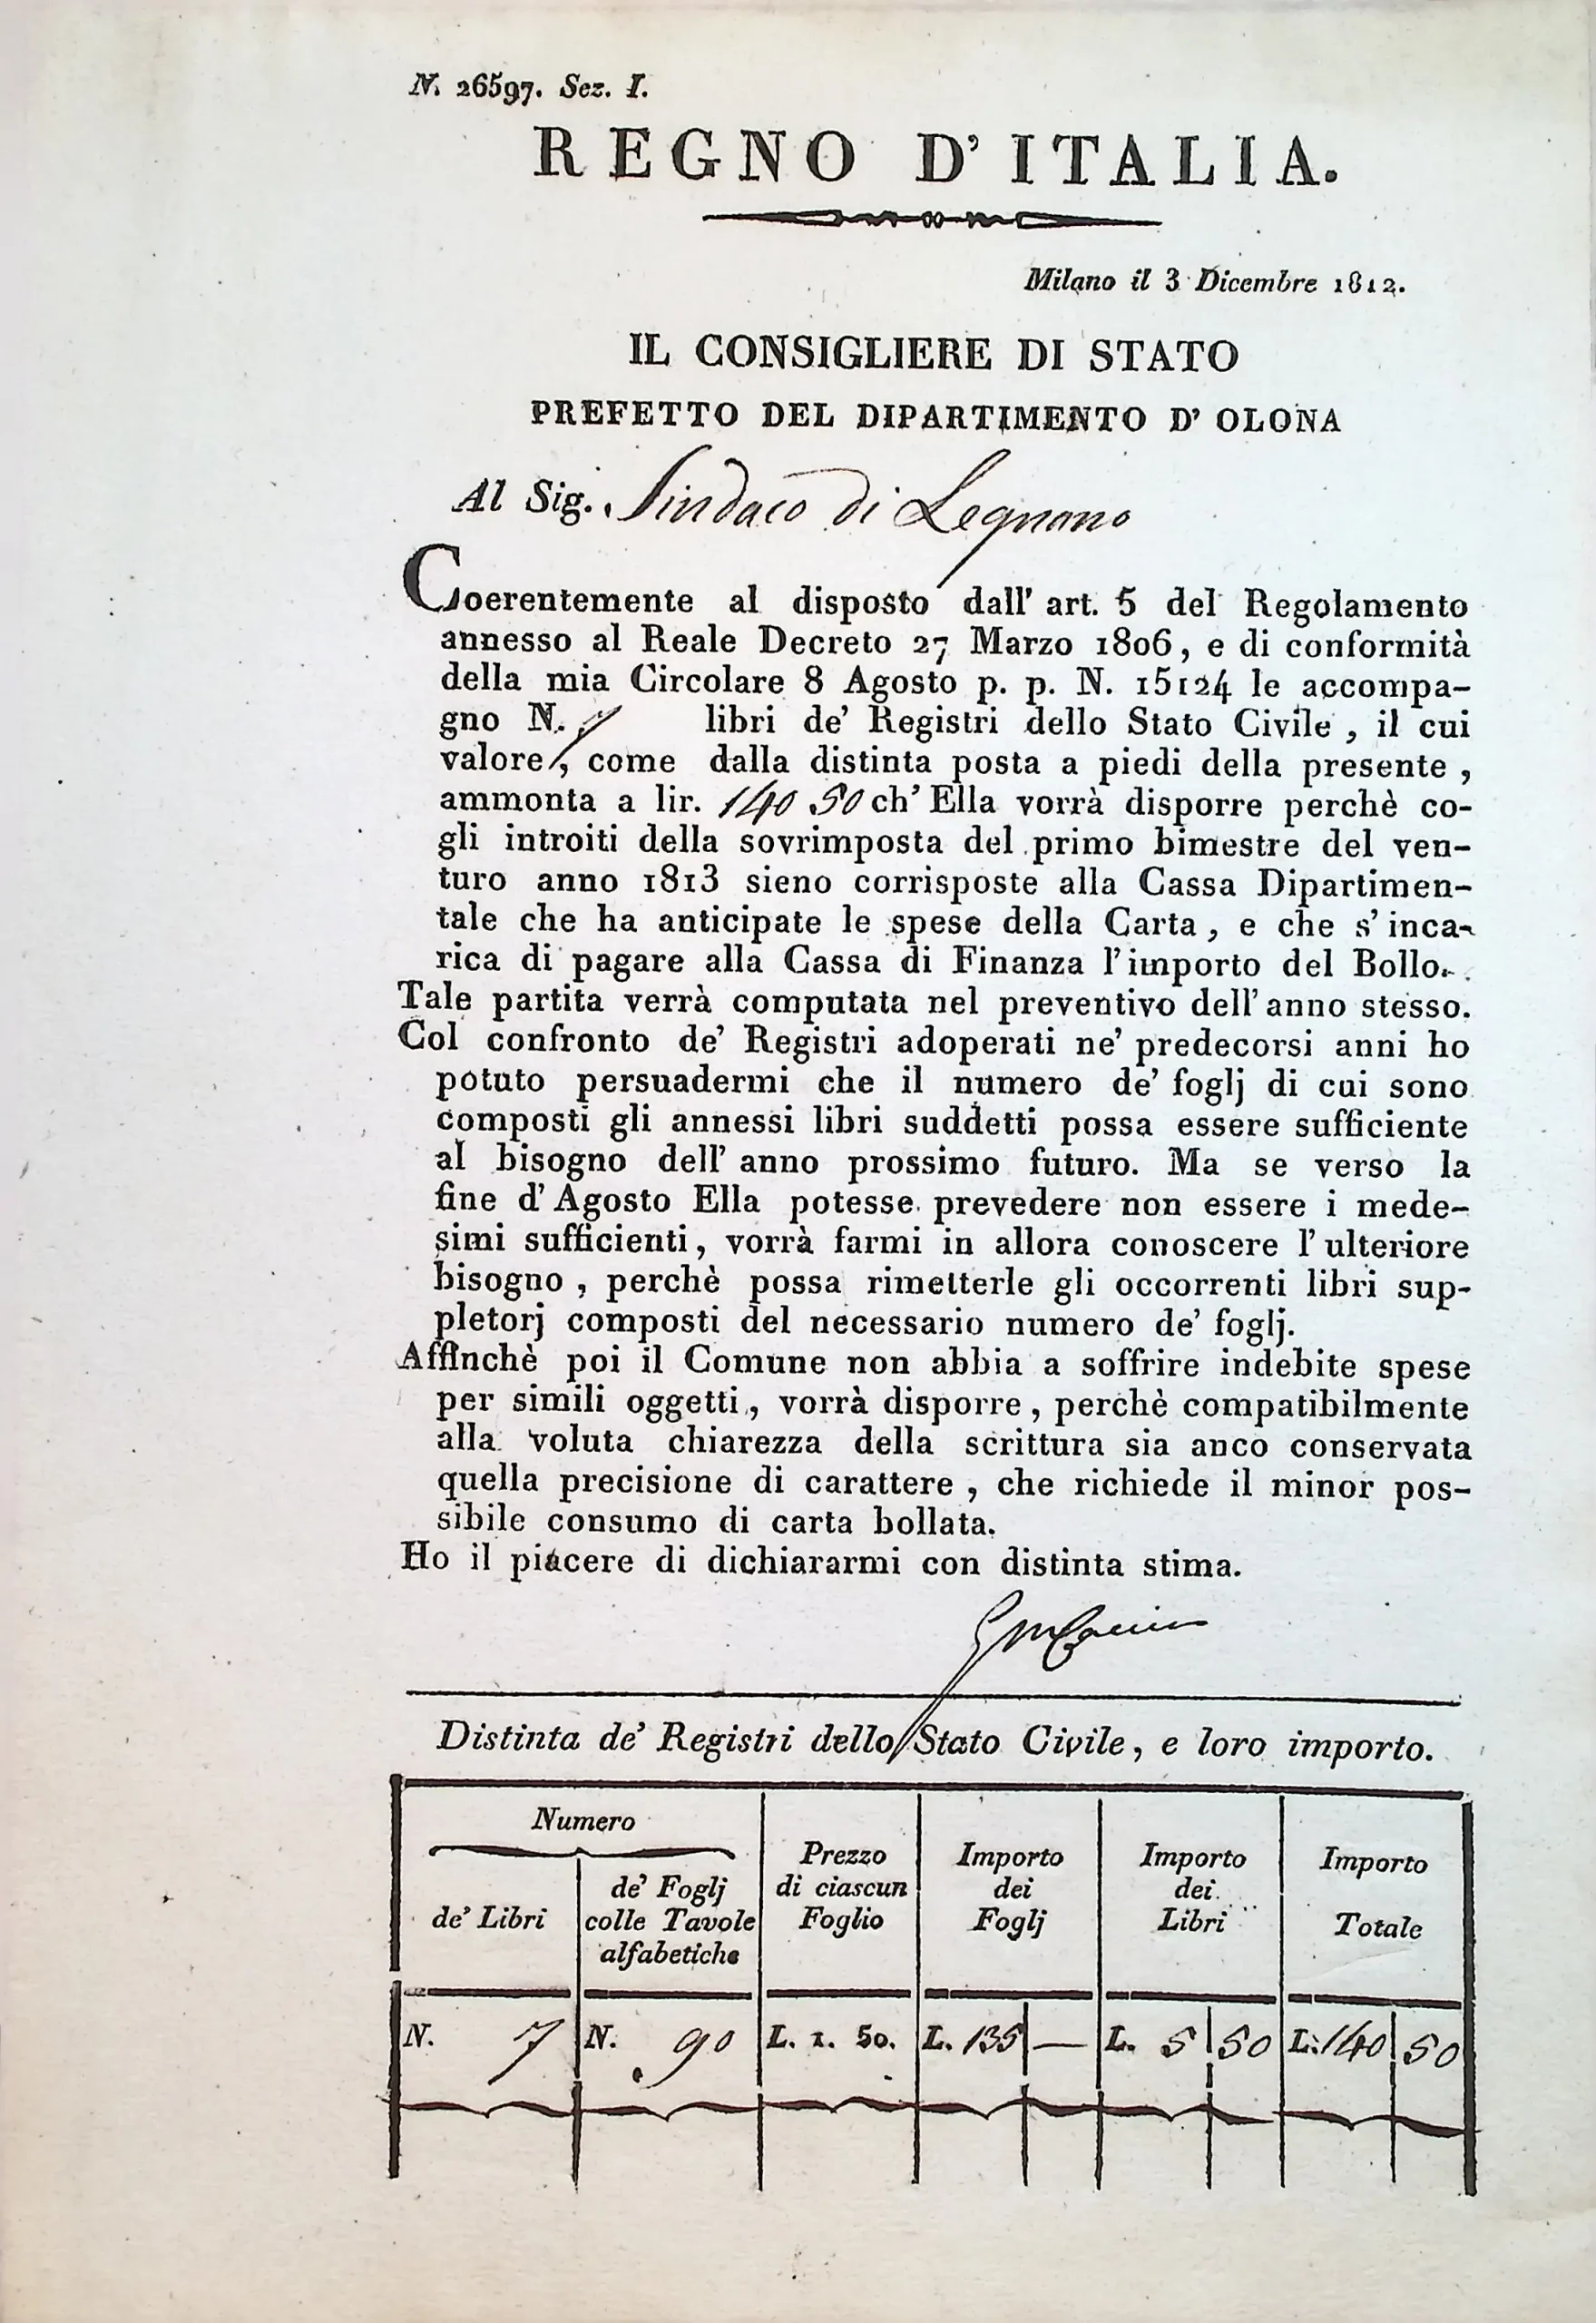 N. 26597. Sez. I.
REGNO D'ITALIA.
Milano il 3 Dicembre 1812.
IL CONSIGLIERE DI STATO
PREFETTO DEL DIPARTIMENTO D' OLONA
Al Sig. Sindaco di Legnano
Coerentemente al disposto dall' art. 5 del Regolamento
annesso al Reale Decreto 27 Marzo 1806, e di conformità
della mia Circolare 8 Agosto p. p. N. 15124 le accompa-
gno N. 7 libri de' Registri dello Stato Civile, il cui
valore, come dalla distinta posta a piedi della presente,
ammonta a lir. 140 50 ch' Ella vorrà disporre perchè co-
gli introiti della sovrimposta del primo bimestre del ven-
turo anno 1813 sieno corrisposte alla Cassa Dipartimen-
tale che ha anticipate le spese della Carta, e che s' inca-
rica di pagare alla Cassa di Finanza l'importo del Bollo.
Tale partita verrà computata nel preventivo dell' anno stesso.
Col confronto de' Registri adoperati ne' predecorsi anni ho
potuto persuadermi che il numero de' foglj di cui sono
composti gli annessi libri suddetti possa essere sufficiente
al bisogno dell' anno prossimo futuro. Ma se verso la
fine d' Agosto Ella potesse prevedere non essere i mede-
simi sufficienti, vorrà farmi in allora conoscere l' ulteriore
bisogno, perchè possa rimetterle gli occorrenti libri sup-
pletorj composti del necessario numero de' foglj.
Affinchè poi il Comune non abbia a soffrire indebite spese
per simili oggetti, vorrà disporre, perchè compatibilmente
alla voluta chiarezza della scrittura sia anco conservata
quella precisione di carattere, che richiede il minor pos-
sibile consumo di carta bollata.
Ho il piacere di dichiararmi con distinta stima.
Distinta de' Registri dello Stato Civile, e loro importo.
Numero
de' Libri
de' Foglj
colle Tavole
alfabetiche
Prezzo
di ciascun
Foglio
Importo
dei
Foglj
Importo
dei
Libri
Importo
Totale
N. 7 N. 90 L. 1. 50. L. 135 — L. 5 50 L. 140 50